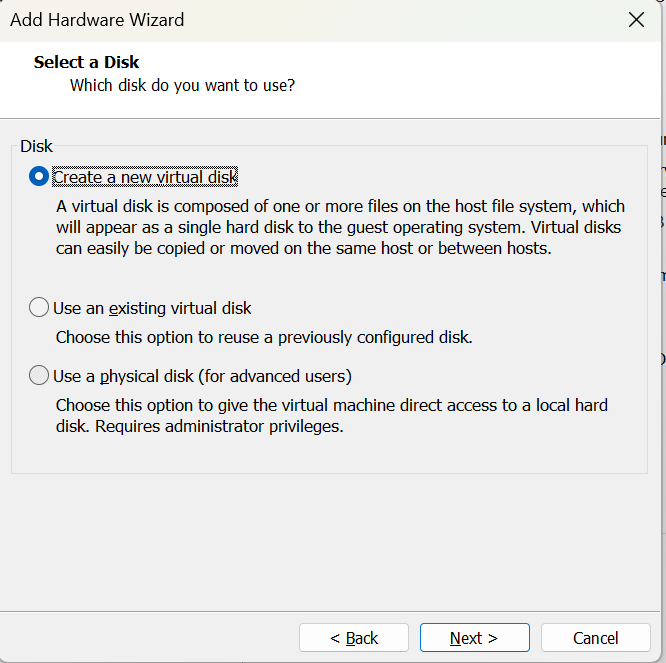 Add Hardware Wizard
Select a Disk
Which disk do you want to use?
Disk
Create a new virtual disk
A virtual disk is composed of one or more files on the host file system, which
will appear as a single hard disk to the guest operating system. Virtual disks
can easily be copied or moved on the same host or between hosts.
Use an existing virtual disk
Choose this option to reuse a previously configured disk.
Use a physical disk (for advanced users)
Choose this option to give the virtual machine direct access to a local hard
disk. Requires administrator privileges.
< Back
Next >
Cancel